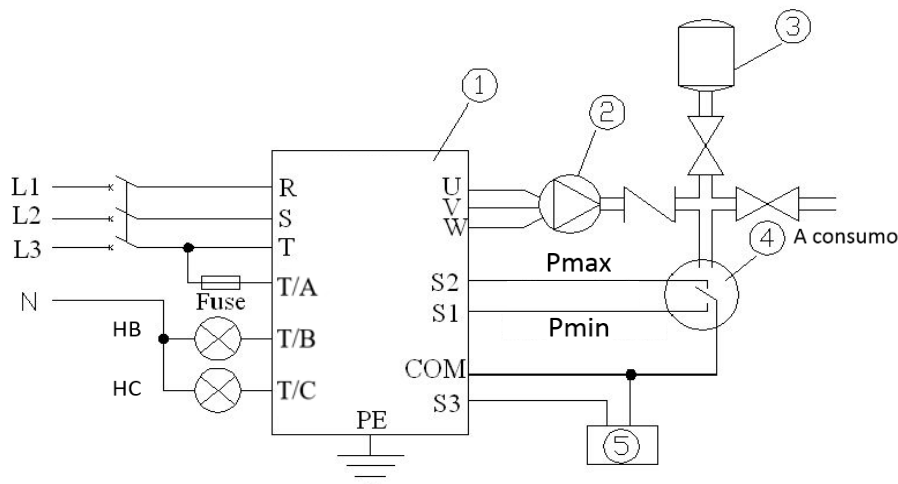 3
1
2
L1
R
U
L2
S
V
L3
T
W
4
A consumo
Pmax
T/A
S2
N
Fuse
S1
Pmin
HB
T/B
COM
HC
T/C
S3
PE
5